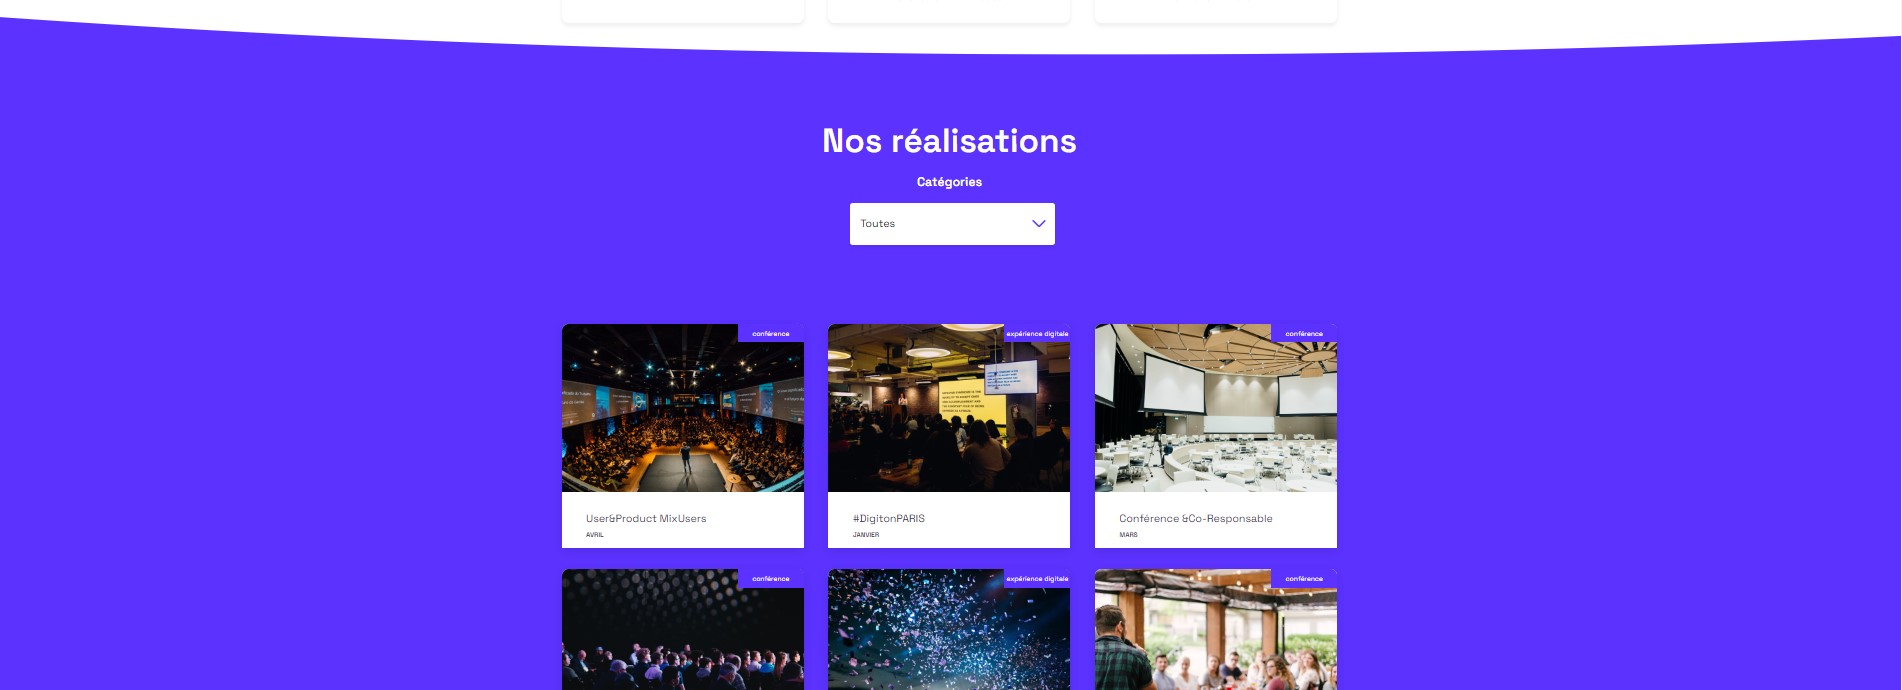 Nos réalisations
Catégories
Toutes
conférence
expérience digitale
conférence
User&Product MixUsers
AVRIL
#DigitonPARIS
JANVIER
Conférence &Co-Responsable
MARS
conférence
expérience digitale
conférence